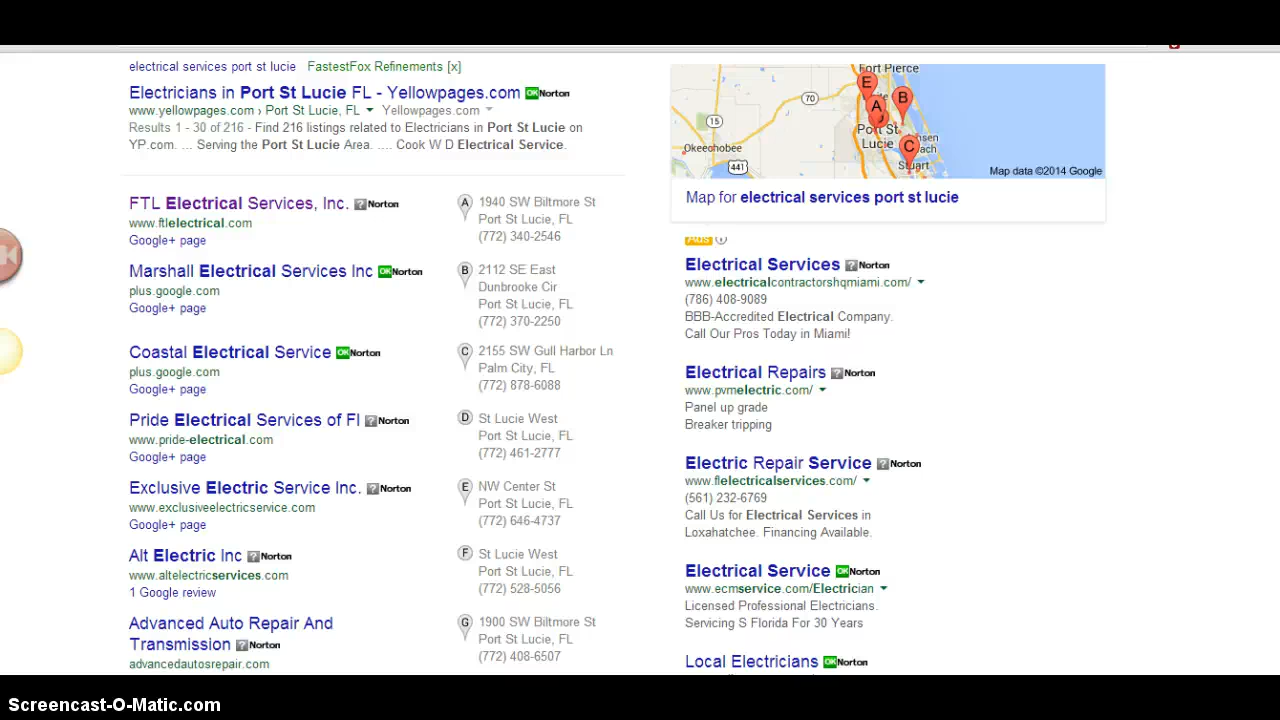 electrical services port st lucie FastestFox Refinements [x]
Electricians in Port St Lucie FL - Yellowpages.com OK Norton
www.yellowpages.com › Port St Lucie, FL Yellowpages.com
Results 1 - 30 of 216 - Find 216 listings related to Electricians in Port St Lucie on
YP.com. ... Serving the Port St Lucie Area. .... Cook W D Electrical Service.
FTL Electrical Services, Inc. ? Norton
www.ftlelectrical.com
Google+ page
A 1940 SW Biltmore St
Port St Lucie, FL
(772) 340-2546
Marshall Electrical Services Inc OK Norton
plus.google.com
Google+ page
B 2112 SE East
Dunbrooke Cir
Port St Lucie, FL
(772) 370-2250
Coastal Electrical Service OK Norton
plus.google.com
Google+ page
C 2155 SW Gull Harbor Ln
Palm City, FL
(772) 878-6088
Pride Electrical Services of Fl ? Norton
www.pride-electrical.com
Google+ page
D St Lucie West
Port St Lucie, FL
(772) 461-2777
Exclusive Electric Service Inc. ? Norton
www.exclusiveelectricservice.com
Google+ page
E NW Center St
Port St Lucie, FL
(772) 646-4737
Alt Electric Inc ? Norton
www.altelectricservices.com
1 Google review
F St Lucie West
Port St Lucie, FL
(772) 528-5056
Advanced Auto Repair And
Transmission ? Norton
advancedautosrepair.com
G 1900 SW Biltmore St
Port St Lucie, FL
(772) 408-6507
Fort Pierce
E
70
A
B
15
Port St
Lucie
C
Okeechobee
441
Stuart
Map data ©2014 Google
Map for electrical services port st lucie
Ads
Electrical Services ? Norton
www.electricalcontractorshqmiami.com/
(786) 408-9089
BBB-Accredited Electrical Company.
Call Our Pros Today in Miami!
Electrical Repairs ? Norton
www.pvmelectric.com/
Panel up grade
Breaker tripping
Electric Repair Service ? Norton
www.flelectricalservices.com/
(561) 232-6769
Call Us for Electrical Services in
Loxahatchee. Financing Available.
Electrical Service OK Norton
www.ecmservice.com/Electrician
Licensed Professional Electricians.
Servicing S Florida For 30 Years
Local Electricians OK Norton
Screencast-O-Matic.com